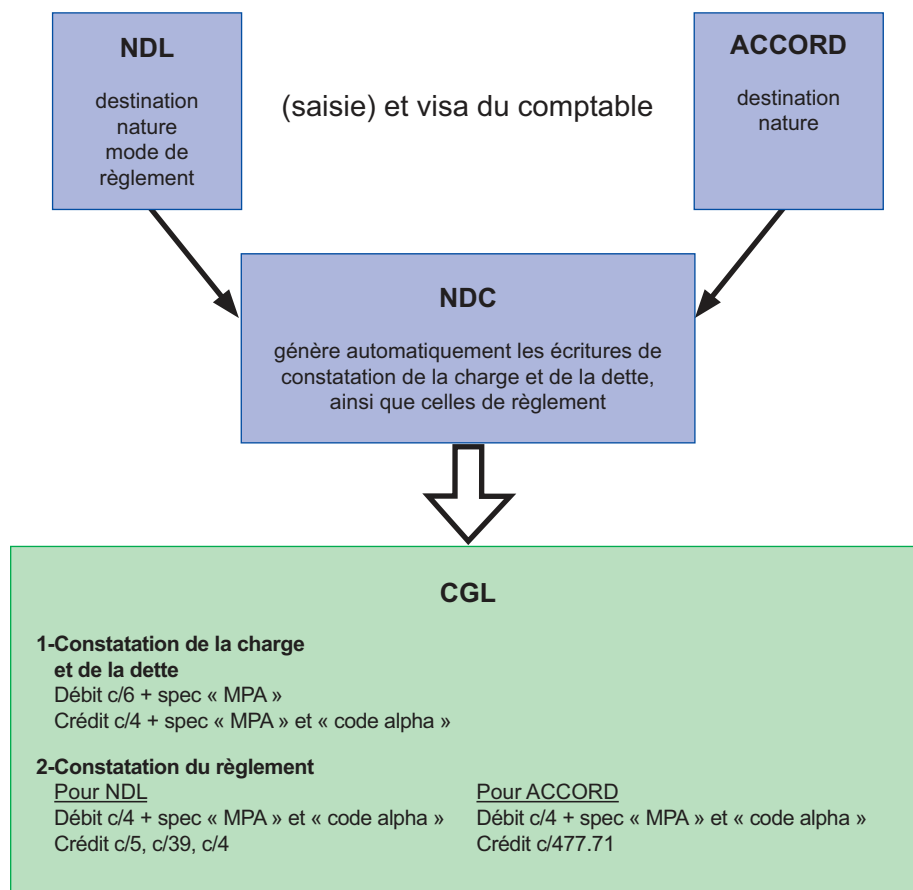 NDL
destination
nature
mode de
règlement
(saisie) et visa du comptable
ACCORD
destination
nature
NDC
génère automatiquement les écritures de
constatation de la charge et de la dette,
ainsi que celles de règlement
CGL
1-Constatation de la charge
et de la dette
Débit c/6 + spec « MPA »
Crédit c/4 + spec « MPA » et « code alpha »
2-Constatation du règlement
Pour NDL
Débit c/4 + spec « MPA » et « code alpha »
Crédit c/5, c/39, c/4
Pour ACCORD
Débit c/4 + spec « MPA » et « code alpha »
Crédit c/477.71